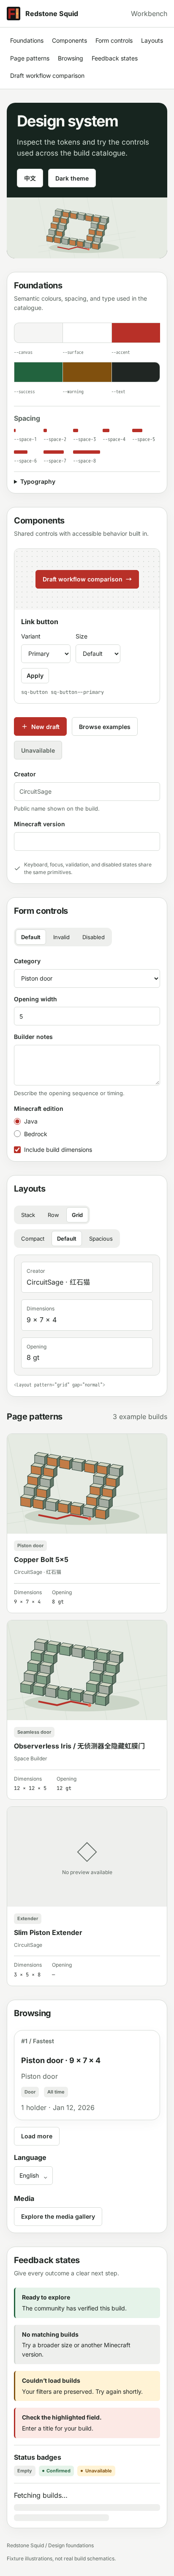 Redstone Squid
Workbench
Foundations Components Form controls Layouts
Page patterns Browsing Feedback states
Draft workflow comparison
Design system
Inspect the tokens and try the controls
used across the build catalogue.
中文
Dark theme
Foundations
Semantic colours, spacing, and type used in the
catalogue.
--canvas --surface --accent
--success --warning --text
Spacing
--space-1 --space-2 --space-3 --space-4 --space-5
--space-6 --space-7 --space-8
Typography
Components
Shared controls with accessible behavior built in.
Draft workflow comparison →
Link button
Variant Size
Primary Default
Apply
sq-button sq-button--primary
+ New draft
Browse examples
Unavailable
Creator
CircuitSage
Public name shown on the build.
Minecraft version
Keyboard, focus, validation, and disabled states share
the same primitives.
Form controls
Default Invalid Disabled
Category
Piston door
Opening width
5
Builder notes
Describe the opening sequence or timing.
Minecraft edition
Java
Bedrock
Include build dimensions
Layouts
Stack Row Grid
Compact Default Spacious
Creator
CircuitSage · 红石猫
Dimensions
9 × 7 × 4
Opening
8 gt
<Layout pattern="grid" gap="normal">
Page patterns
3 example builds
Piston door
Copper Bolt 5×5
CircuitSage · 红石猫
Dimensions Opening
9 × 7 × 4 8 gt
Seamless door
Observerless Iris / 无侦测器全隐藏虹膜门
Space Builder
Dimensions Opening
12 × 12 × 5 12 gt
No preview available
Extender
Slim Piston Extender
CircuitSage
Dimensions Opening
3 × 5 × 8 —
Browsing
#1 / Fastest
Piston door · 9 × 7 × 4
Piston door
Door All time
1 holder · Jan 12, 2026
Load more
Language
English
Media
Explore the media gallery
Feedback states
Give every outcome a clear next step.
Ready to explore
The community has verified this build.
No matching builds
Try a broader size or another Minecraft
version.
Couldn't load builds
Your filters are preserved. Try again shortly.
Check the highlighted field.
Enter a title for your build.
Status badges
Empty Confirmed Unavailable
Fetching builds…
Redstone Squid / Design foundations
Fixture illustrations, not real build schematics.